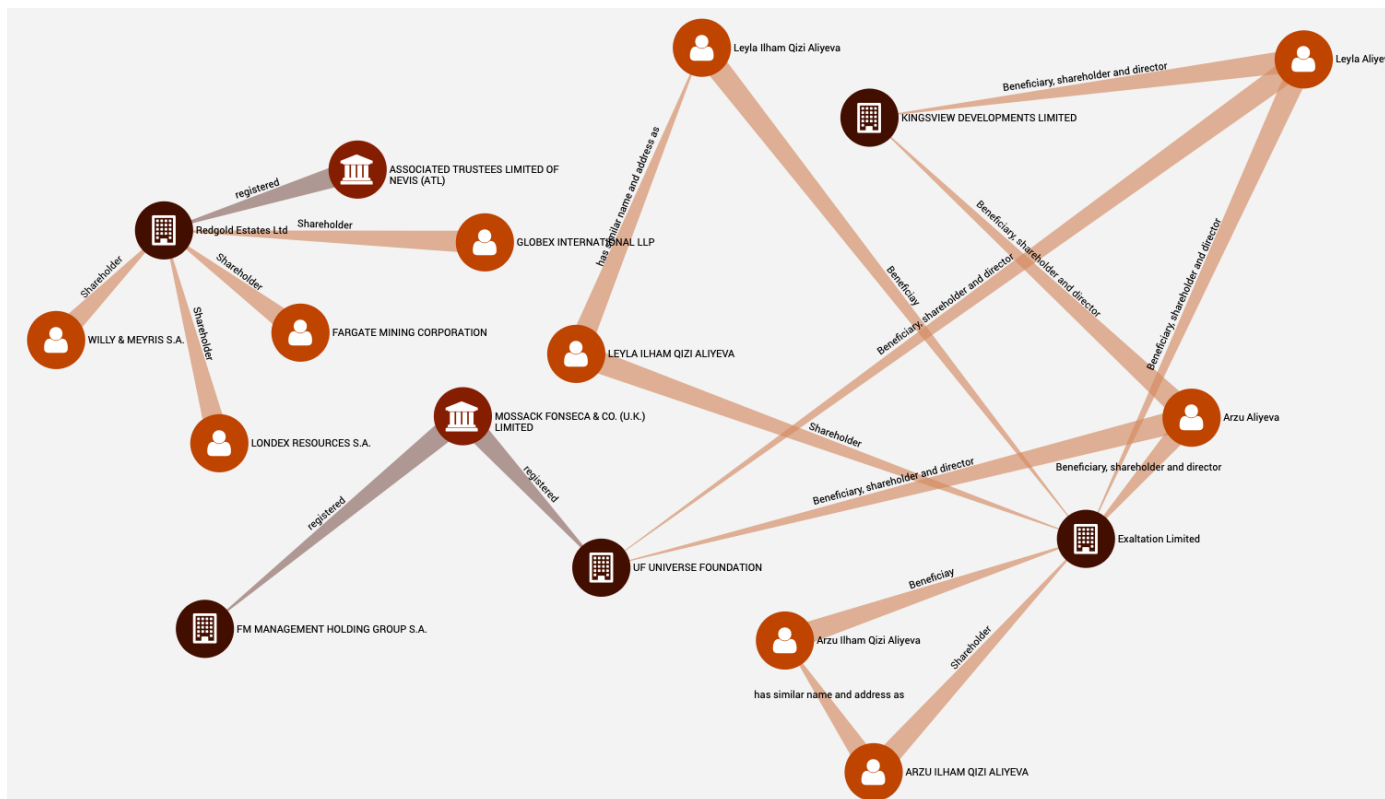 Leyla Ilham Qizi Aliyeva
Leyla Aliye
Beneficiary, shareholder and director
KINGSVIEW DEVELOPMENTS LIMITED
ASSOCIATED TRUSTEES LIMITED OF
NEVIS (ATL)
registered
has similar name and address as
Redgold Estates Ltd
Shareholder
GLOBEX INTERNATIONAL LLP
Beneficiary, shareholder and director
Beneficiary, shareholder and director
Beneficiary, shareholder and director
Beneficiay
Shareholder
Shareholder
Shareholder
WILLY & MEYRIS S.A.
FARGATE MINING CORPORATION
LEYLA ILHAM QIZI ALIYEVA
Arzu Aliyeva
MOSSACK FONSECA & CO. (U.K.)
LIMITED
LONDEX RESOURCES S.A.
Shareholder
Beneficiary, shareholder and director
Beneficiary, shareholder and director
registered
registered
Exaltation Limited
UF UNIVERSE FOUNDATION
Beneficiay
FM MANAGEMENT HOLDING GROUP S.A.
Arzu Ilham Qizi Aliyeva
Shareholder
has similar name and address as
ARZU ILHAM QIZI ALIYEVA